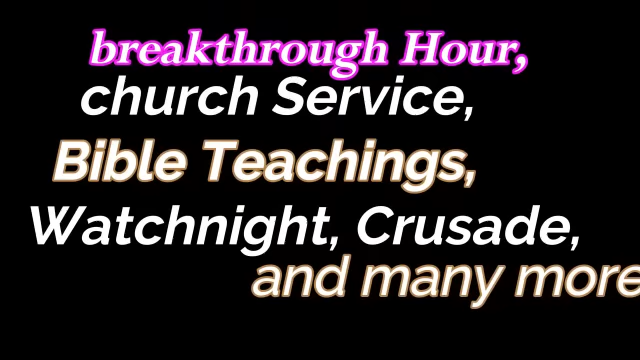 breakthrough Hour,
church Service,
Bible Teachings,
Watchnight, Crusade,
and many more